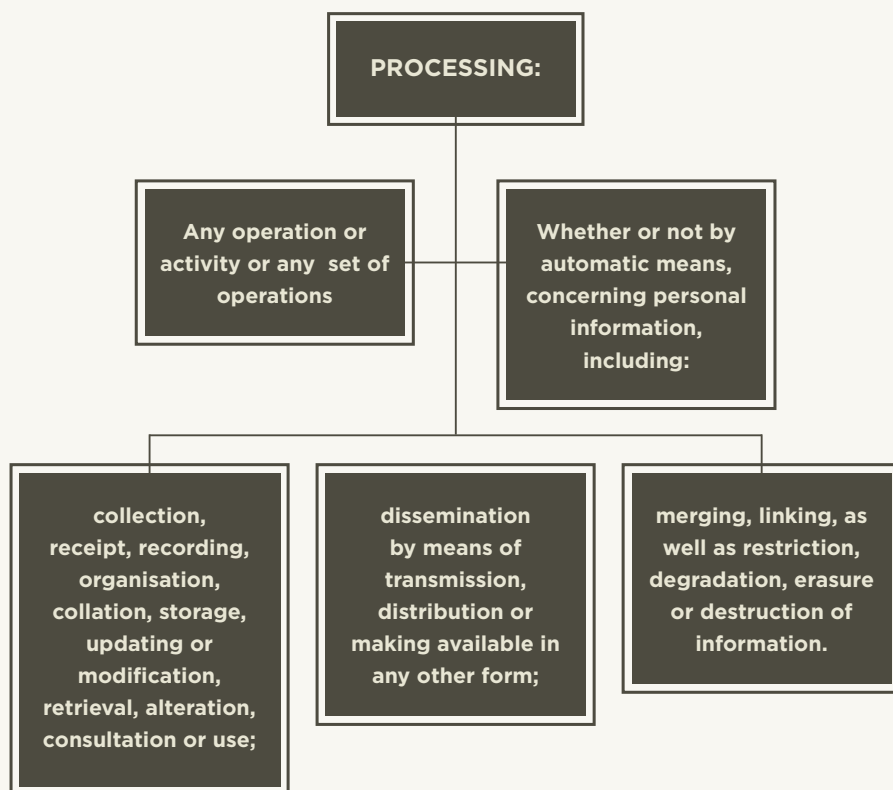 PROCESSING:
Any operation or
activity or any  set of
operations
Whether or not by
automatic means,
concerning personal
information,
including:
collection,
receipt, recording,
organisation,
collation, storage,
updating or
modification,
retrieval, alteration,
consultation or use;
dissemination
by means of
transmission,
distribution or
making available in
any other form;
merging, linking, as
well as restriction,
degradation, erasure
or destruction of
information.